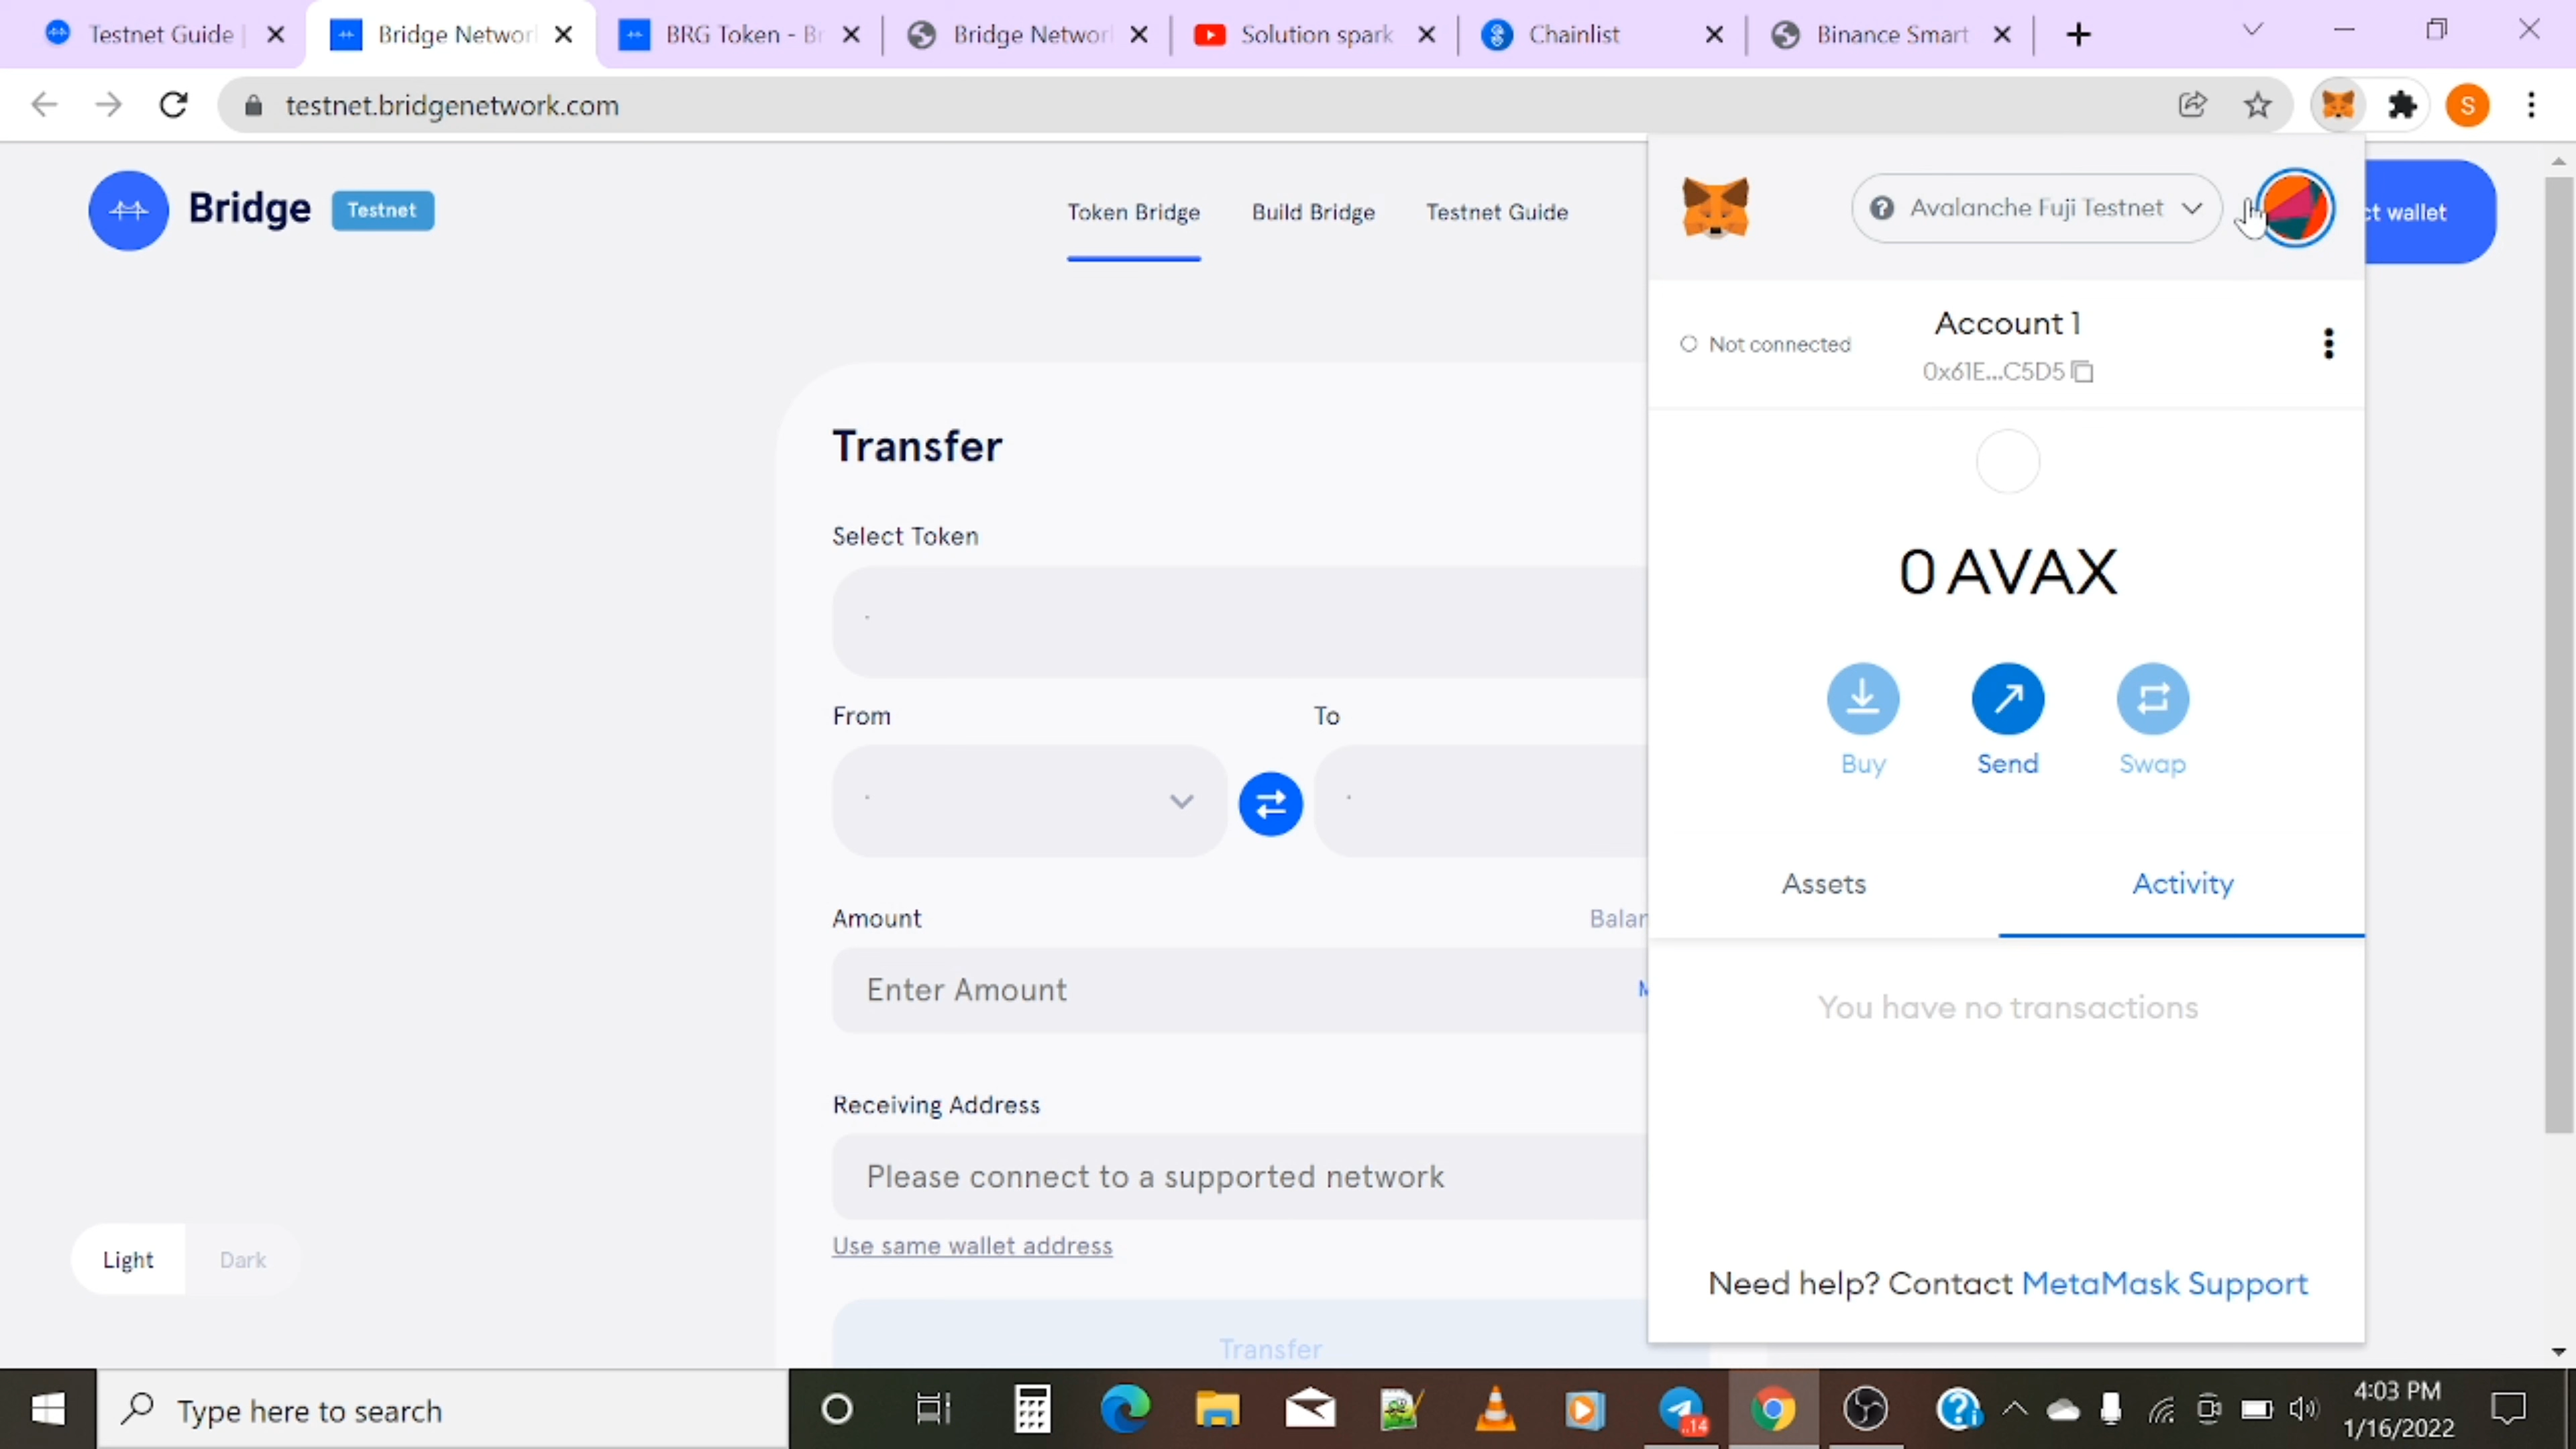 Testnet Guide
Bridge Networ
BRG Token - Br
Bridge Networ
Solution spark
Chainlist
Binance Smart
testnet.bridgenetwork.com
S
Bridge
Testnet
Token Bridge
Build Bridge
Testnet Guide
Avalanche Fuji Testnet
ct wallet
Not connected
Account 1
0x61E...C5D5
0 AVAX
Buy
Send
Swap
Assets
Activity
You have no transactions
Need help? Contact MetaMask Support
Transfer
Select Token
From
To
Amount
Balan
Enter Amount
M
Receiving Address
Please connect to a supported network
Use same wallet address
Transfer
Light
Dark
Type here to search
14
4:03 PM
1/16/2022